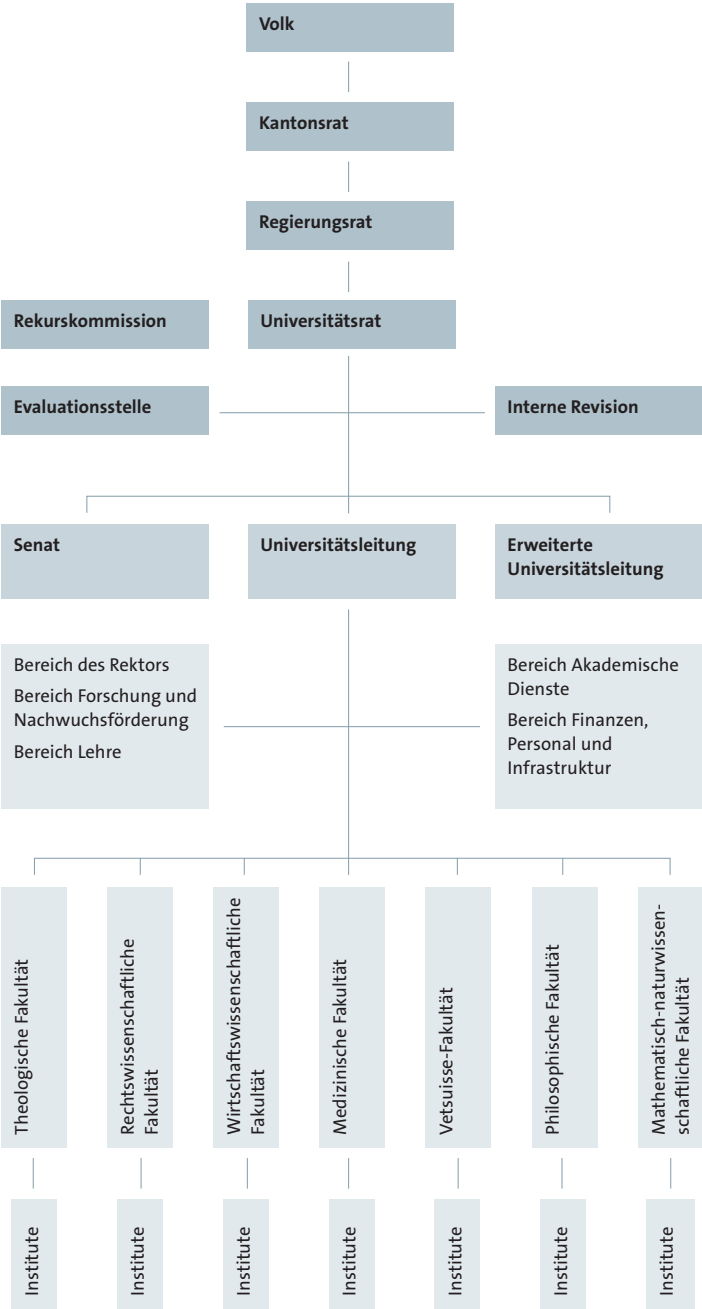 Volk
Kantonsrat
Regierungsrat
Rekurskommission
Universitätsrat
Evaluationsstelle
Interne Revision
Senat
Universitätsleitung
Erweiterte
Universitätsleitung
Bereich des Rektors
Bereich Forschung und
Nachwuchsförderung
Bereich Lehre
Bereich Akademische
Dienste
Bereich Finanzen,
Personal und
Infrastruktur
Theologische Fakultät
Rechtswissenschaftliche
Fakultät
Wirtschaftswissenschaftliche
Fakultät
Medizinische Fakultät
Vetsuisse-Fakultät
Philosophische Fakultät
Mathematisch-naturwissen-
schaftliche Fakultät
Institute
Institute
Institute
Institute
Institute
Institute
Institute